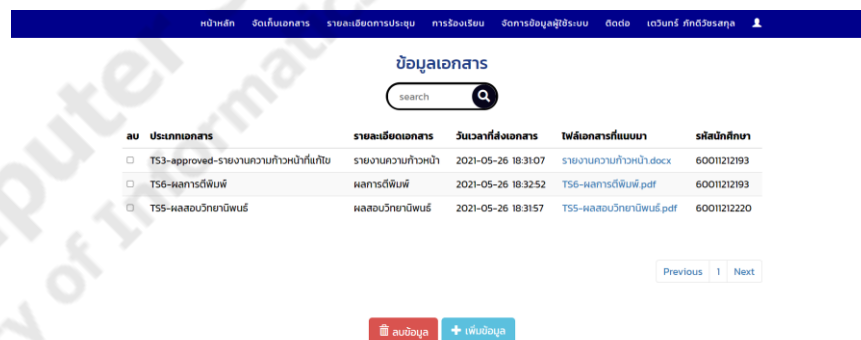 หน้าหลัก จัดเก็บเอกสาร รายละเอียดการประชุม การร้องเรียน จัดการข้อมูลผู้ใช้ระบบ ติดต่อ เตวินทร์ ภักดีวัชรสกุล
ข้อมูลเอกสาร
search
ลบ ประเภทเอกสาร รายละเอียดเอกสาร วันเวลาที่ส่งเอกสาร ไฟล์เอกสารที่แนบมา รหัสนักศึกษา
TS3-approved-รายงานความก้าวหน้าที่แก้ไข รายงานความก้าวหน้า 2021-05-26 18:31:07 รายงานความก้าวหน้า.docx 60011212193
TS6-ผลการตีพิมพ์ ผลการตีพิมพ์ 2021-05-26 18:32:52 TS6-ผลการตีพิมพ์.pdf 60011212193
TS5-ผลสอบวิทยานิพนธ์ ผลสอบวิทยานิพนธ์ 2021-05-26 18:31:57 TS5-ผลสอบวิทยานิพนธ์.pdf 60011212220
Previous 1 Next
ลบข้อมูล เพิ่มข้อมูล